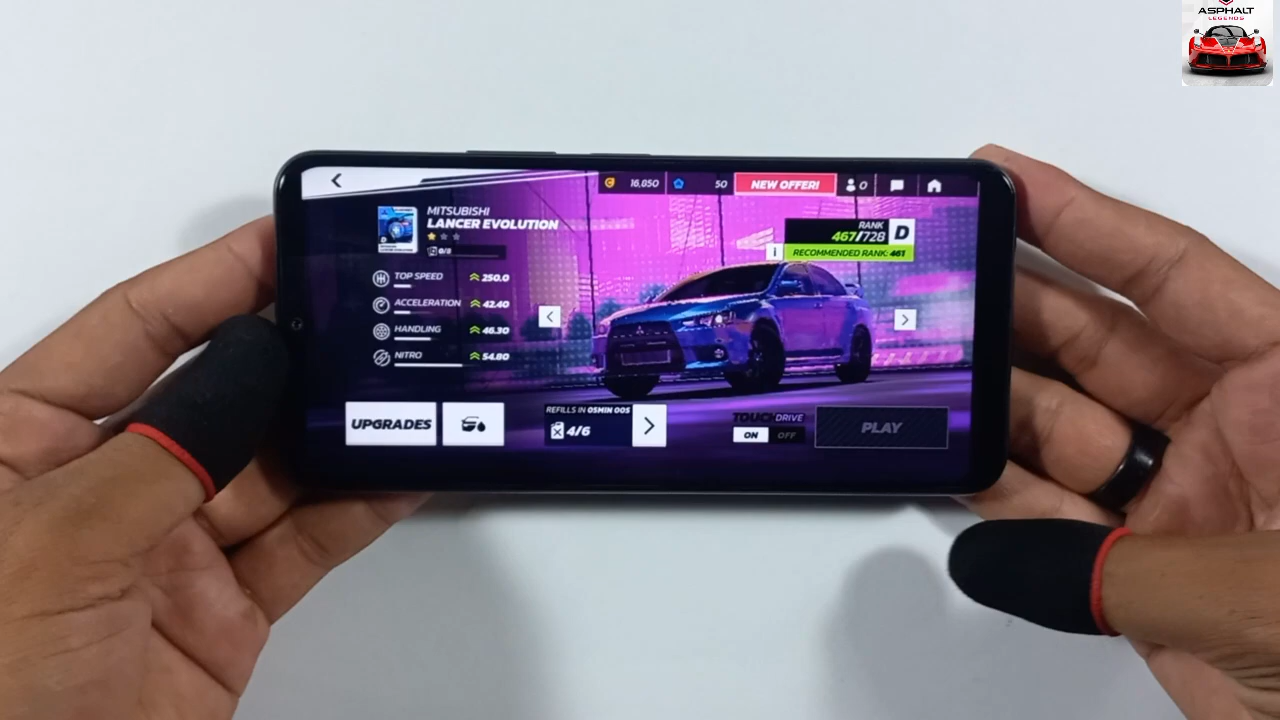 ASPHALT
LEGENDS
16,850
50
NEW OFFER!
0
MITSUBISHI
LANCER EVOLUTION
0/8
RANK
467/728
D
RECOMMENDED RANK: 461
i
TOP SPEED 250.0
ACCELERATION 42.40
HANDLING 46.30
NITRO 54.80
UPGRADES
REFILLS IN 05MIN 00S
4/6
TOUCHDRIVE
ON OFF
PLAY